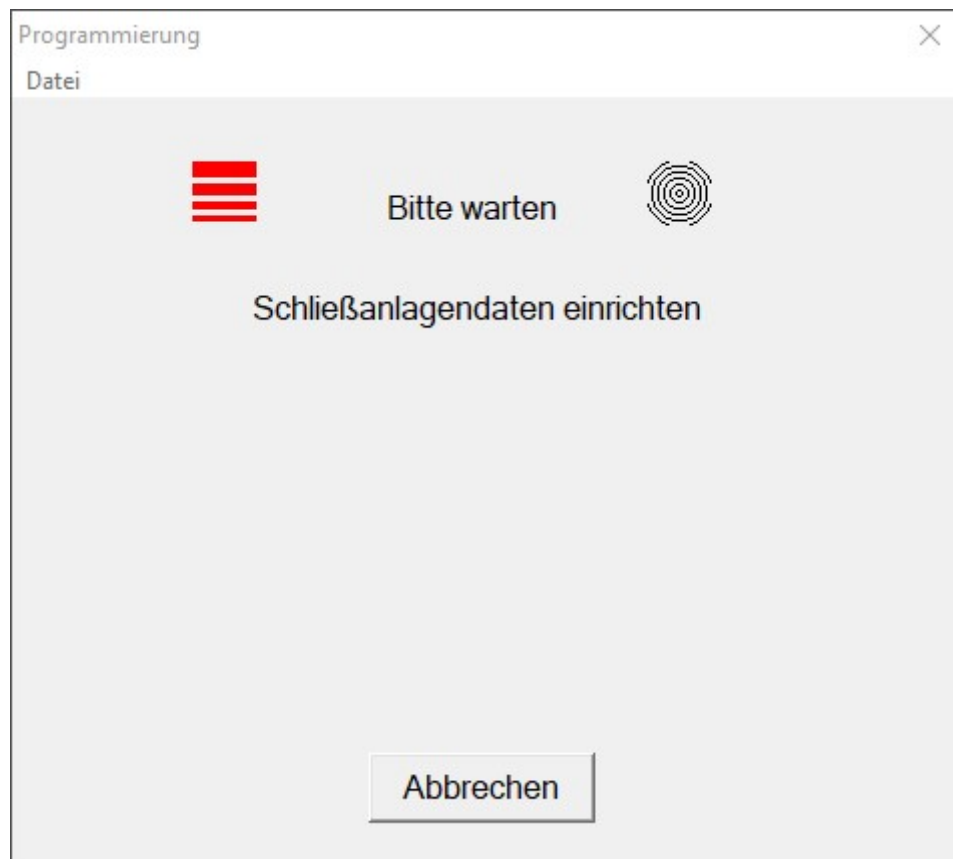 Programmierung
Datei
Bitte warten
Schließanlagendaten einrichten
Abbrechen